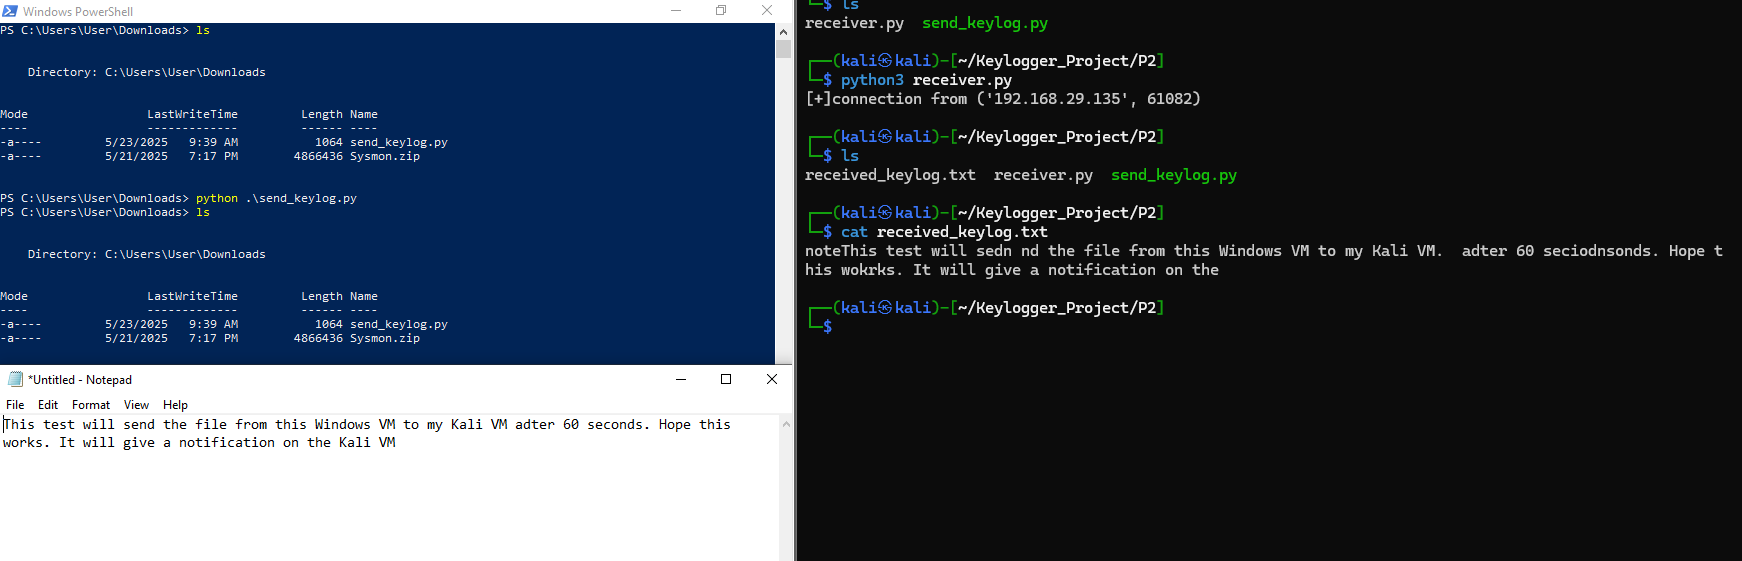 Windows PowerShell
PS C:\Users\User\Downloads> ls
Directory: C:\Users\User\Downloads
Mode LastWriteTime Length Name
---- ------------- ------ ----
-a---- 5/23/2025 9:39 AM 1064 send_keylog.py
-a---- 5/21/2025 7:17 PM 4866436 Sysmon.zip
PS C:\Users\User\Downloads> python .\send_keylog.py
PS C:\Users\User\Downloads> ls
Directory: C:\Users\User\Downloads
Mode LastWriteTime Length Name
---- ------------- ------ ----
-a---- 5/23/2025 9:39 AM 1064 send_keylog.py
-a---- 5/21/2025 7:17 PM 4866436 Sysmon.zip
*Untitled - Notepad
File Edit Format View Help
This test will send the file from this Windows VM to my Kali VM adter 60 seconds. Hope this
works. It will give a notification on the Kali VM
└─$ ls
receiver.py send_keylog.py
┌──(kali㉿kali)-[~/Keylogger_Project/P2]
└─$ python3 receiver.py
[+]connection from ('192.168.29.135', 61082)
┌──(kali㉿kali)-[~/Keylogger_Project/P2]
└─$ ls
received_keylog.txt receiver.py send_keylog.py
┌──(kali㉿kali)-[~/Keylogger_Project/P2]
└─$ cat received_keylog.txt
noteThis test will sedn nd the file from this Windows VM to my Kali VM.  adter 60 seciodnsonds. Hope t
his wokrks. It will give a notification on the
┌──(kali㉿kali)-[~/Keylogger_Project/P2]
└─$